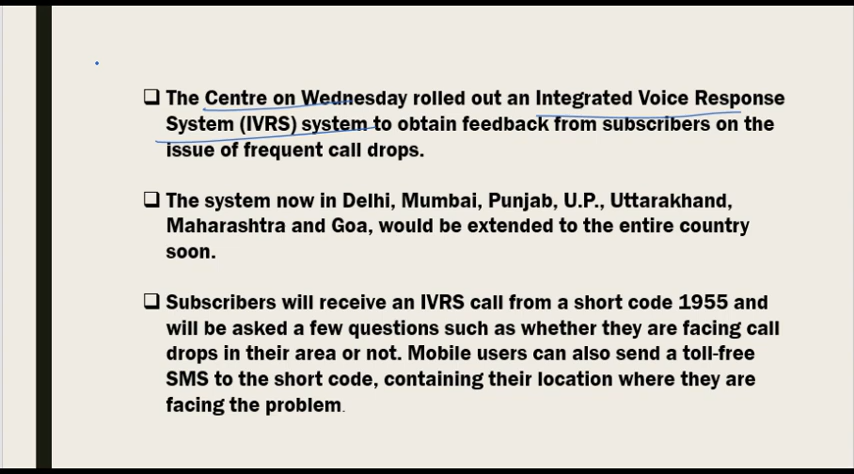 ❑ The Centre on Wednesday rolled out an Integrated Voice Response
System (IVRS) system to obtain feedback from subscribers on the
issue of frequent call drops.
❑ The system now in Delhi, Mumbai, Punjab, U.P., Uttarakhand,
Maharashtra and Goa, would be extended to the entire country
soon.
❑ Subscribers will receive an IVRS call from a short code 1955 and
will be asked a few questions such as whether they are facing call
drops in their area or not. Mobile users can also send a toll-free
SMS to the short code, containing their location where they are
facing the problem.